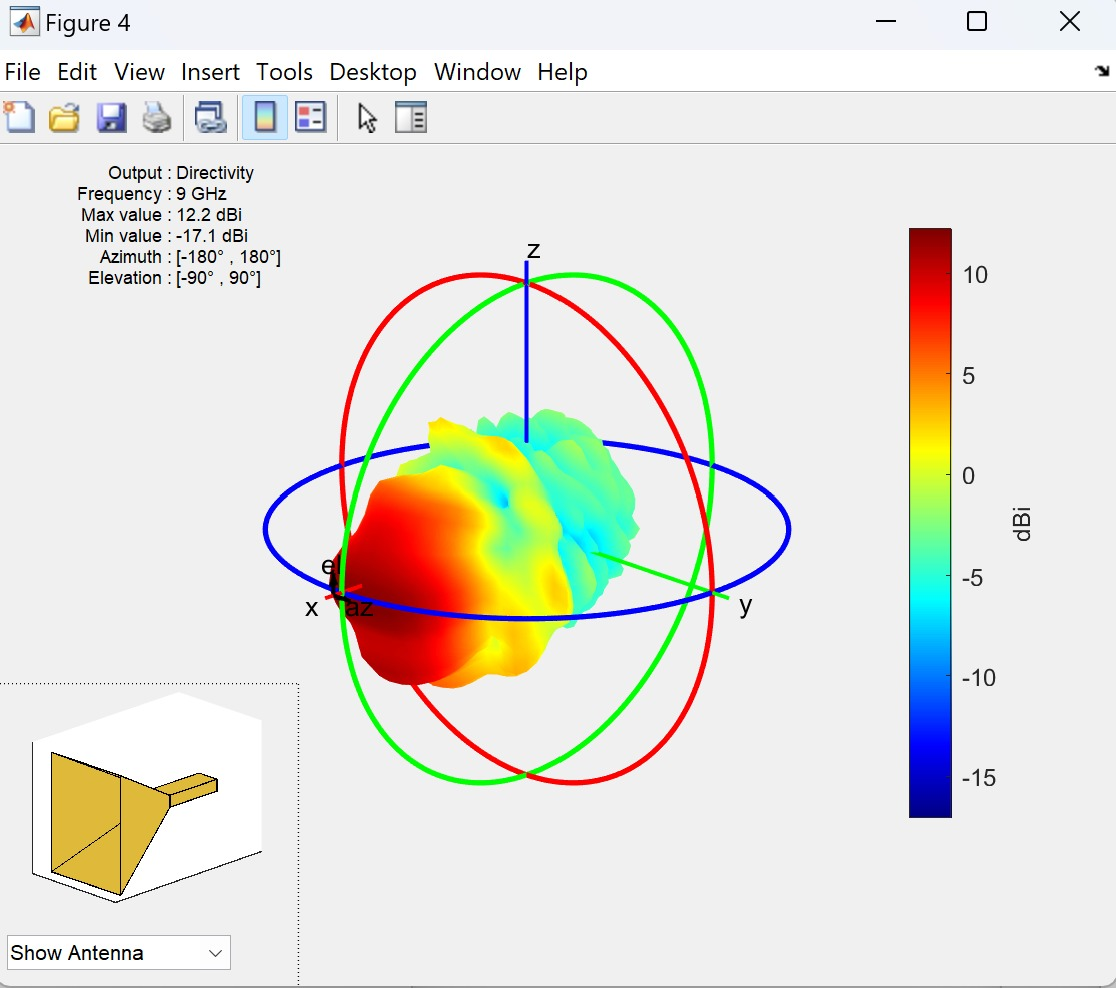 Figure 4
File Edit View Insert Tools Desktop Window Help
Output : Directivity
Frequency : 9 GHz
Max value : 12.2 dBi
Min value : -17.1 dBi
Azimuth : [-180° , 180°]
Elevation : [-90° , 90°]
z
10
5
0
-5
-10
-15
dBi
e
x
az
y
Show Antenna